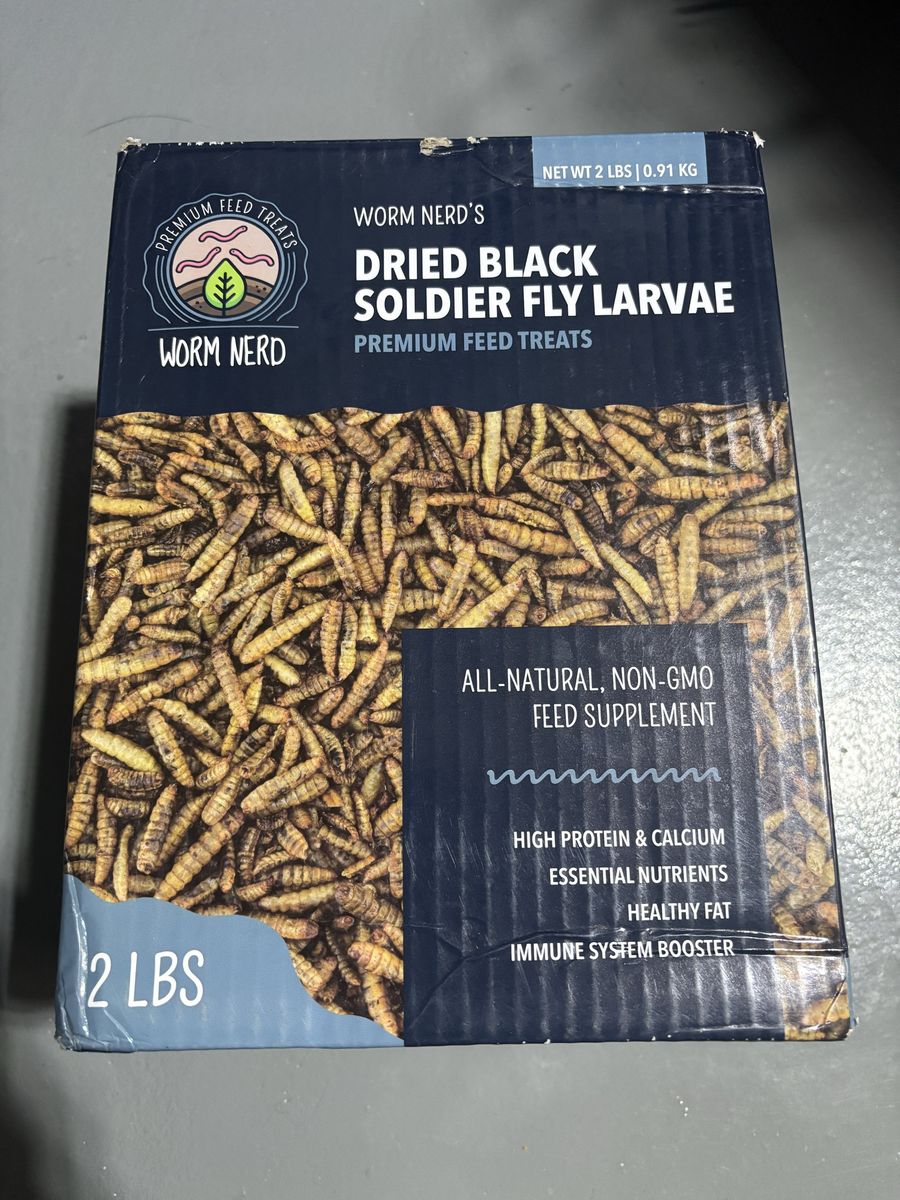 NET WT 2 LBS | 0.91 KG
PREMIUM FEED TREATS
WORM NERD
WORM NERD'S
DRIED BLACK
SOLDIER FLY LARVAE
PREMIUM FEED TREATS
ALL-NATURAL, NON-GMO
FEED SUPPLEMENT
HIGH PROTEIN & CALCIUM
ESSENTIAL NUTRIENTS
HEALTHY FAT
IMMUNE SYSTEM BOOSTER
2 LBS